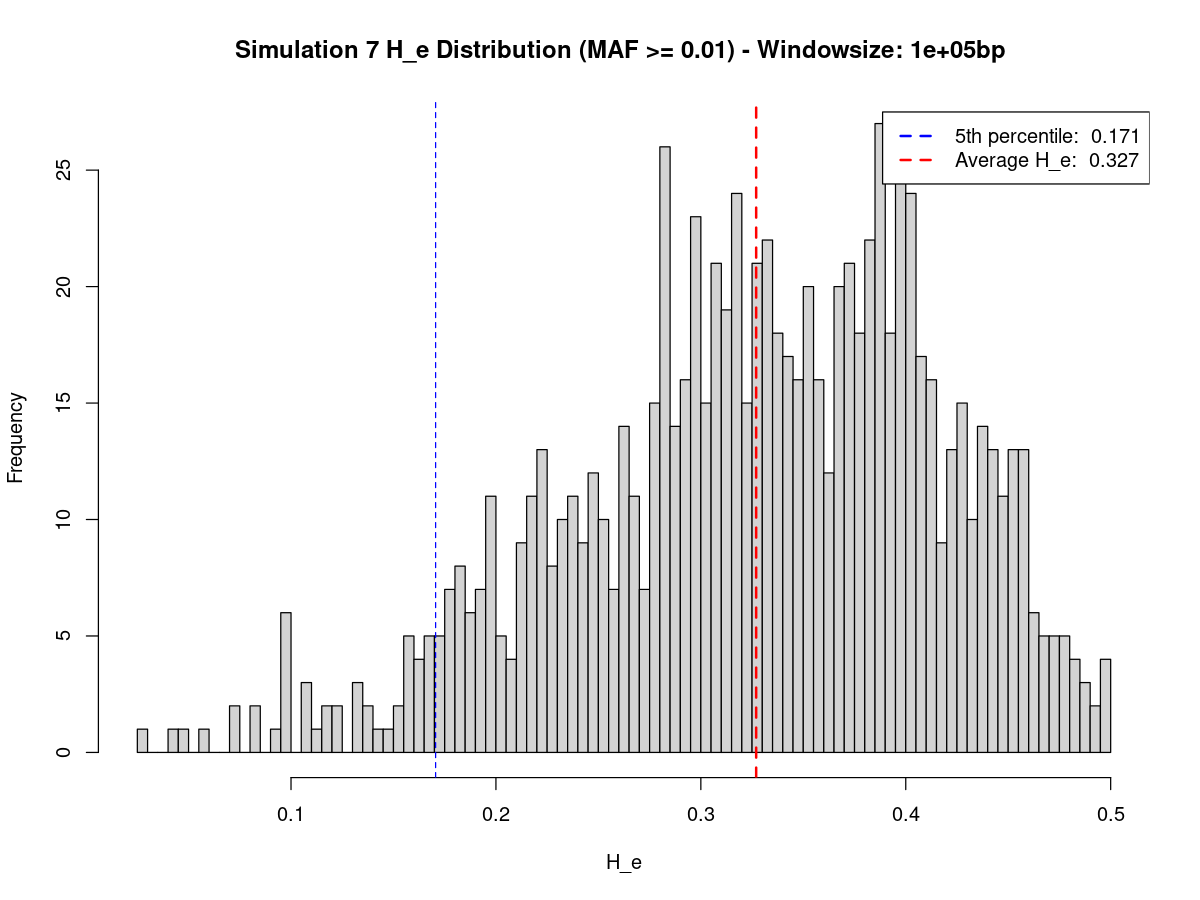 Simulation 7 H_e Distribution (MAF >= 0.01) - Windowsize: 1e+05bp
5th percentile: 0.171
Average H_e: 0.327
Frequency
25
20
15
10
5
0
0.1 0.2 0.3 0.4 0.5
H_e